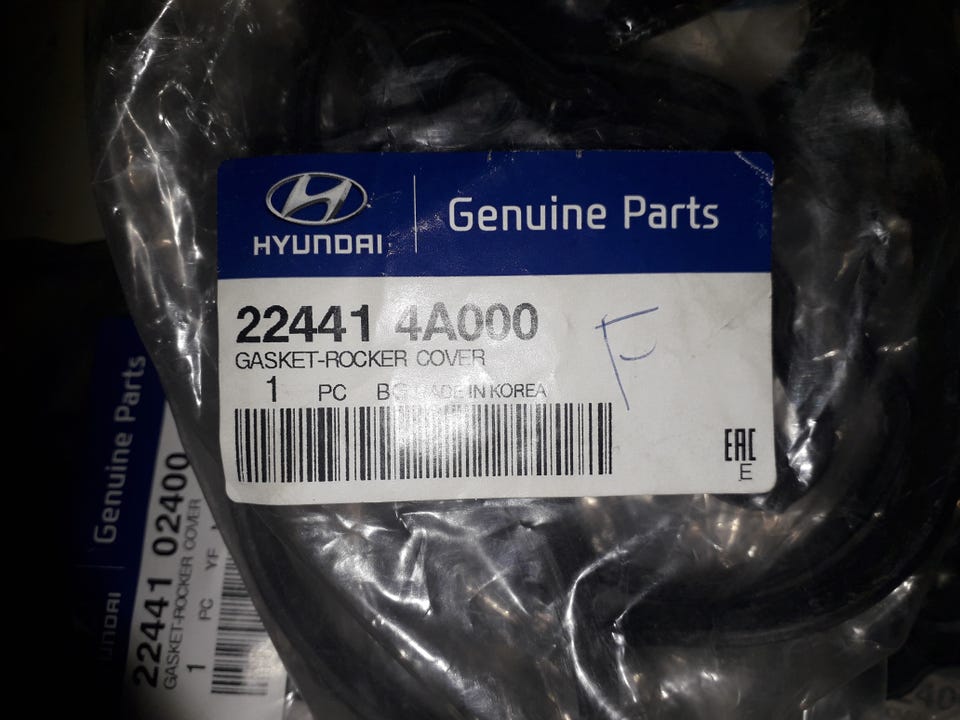 HYUNDAI
Genuine Parts
22441 4A000
GASKET-ROCKER COVER
1 PC MADE IN KOREA
F
EAC
E
HYUNDAI
Genuine Parts
22441 02400
GASKET-ROCKER COVER
1 PC YF